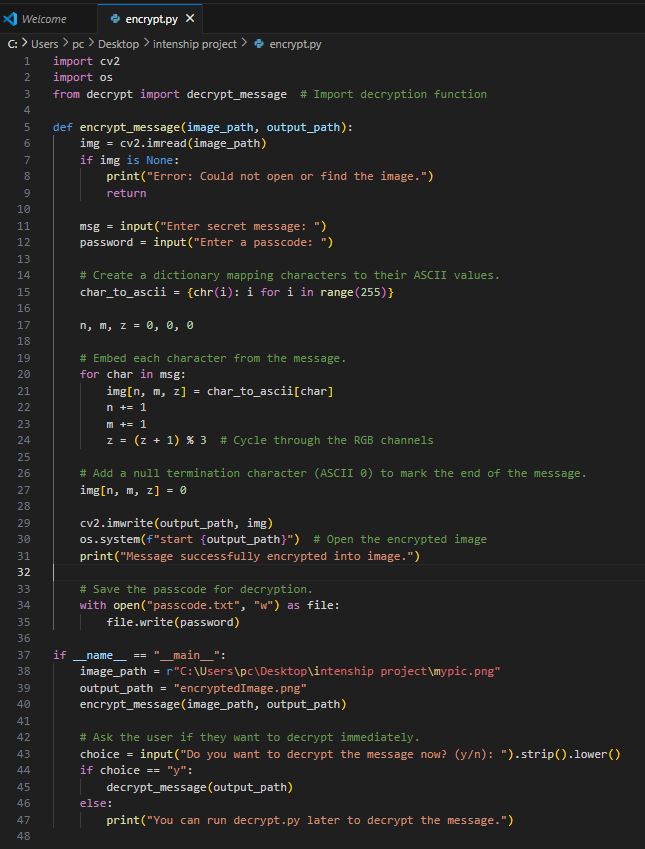 Welcome
encrypt.py ✕
C: > Users > pc > Desktop > intenship project > encrypt.py
1 import cv2
2 import os
3 from decrypt import decrypt_message  # Import decryption function
4
5 def encrypt_message(image_path, output_path):
6     img = cv2.imread(image_path)
7     if img is None:
8         print("Error: Could not open or find the image.")
9         return
10
11     msg = input("Enter secret message: ")
12     password = input("Enter a passcode: ")
13
14     # Create a dictionary mapping characters to their ASCII values.
15     char_to_ascii = {chr(i): i for i in range(255)}
16
17     n, m, z = 0, 0, 0
18
19     # Embed each character from the message.
20     for char in msg:
21         img[n, m, z] = char_to_ascii[char]
22         n += 1
23         m += 1
24         z = (z + 1) % 3  # Cycle through the RGB channels
25
26     # Add a null termination character (ASCII 0) to mark the end of the message.
27     img[n, m, z] = 0
28
29     cv2.imwrite(output_path, img)
30     os.system(f"start {output_path}")  # Open the encrypted image
31     print("Message successfully encrypted into image.")
32
33     # Save the passcode for decryption.
34     with open("passcode.txt", "w") as file:
35         file.write(password)
36
37 if __name__ == "__main__":
38     image_path = r"C:\Users\pc\Desktop\intenship project\mypic.png"
39     output_path = "encryptedImage.png"
40     encrypt_message(image_path, output_path)
41
42     # Ask the user if they want to decrypt immediately.
43     choice = input("Do you want to decrypt the message now? (y/n): ").strip().lower()
44     if choice == "y":
45         decrypt_message(output_path)
46     else:
47         print("You can run decrypt.py later to decrypt the message.")
48